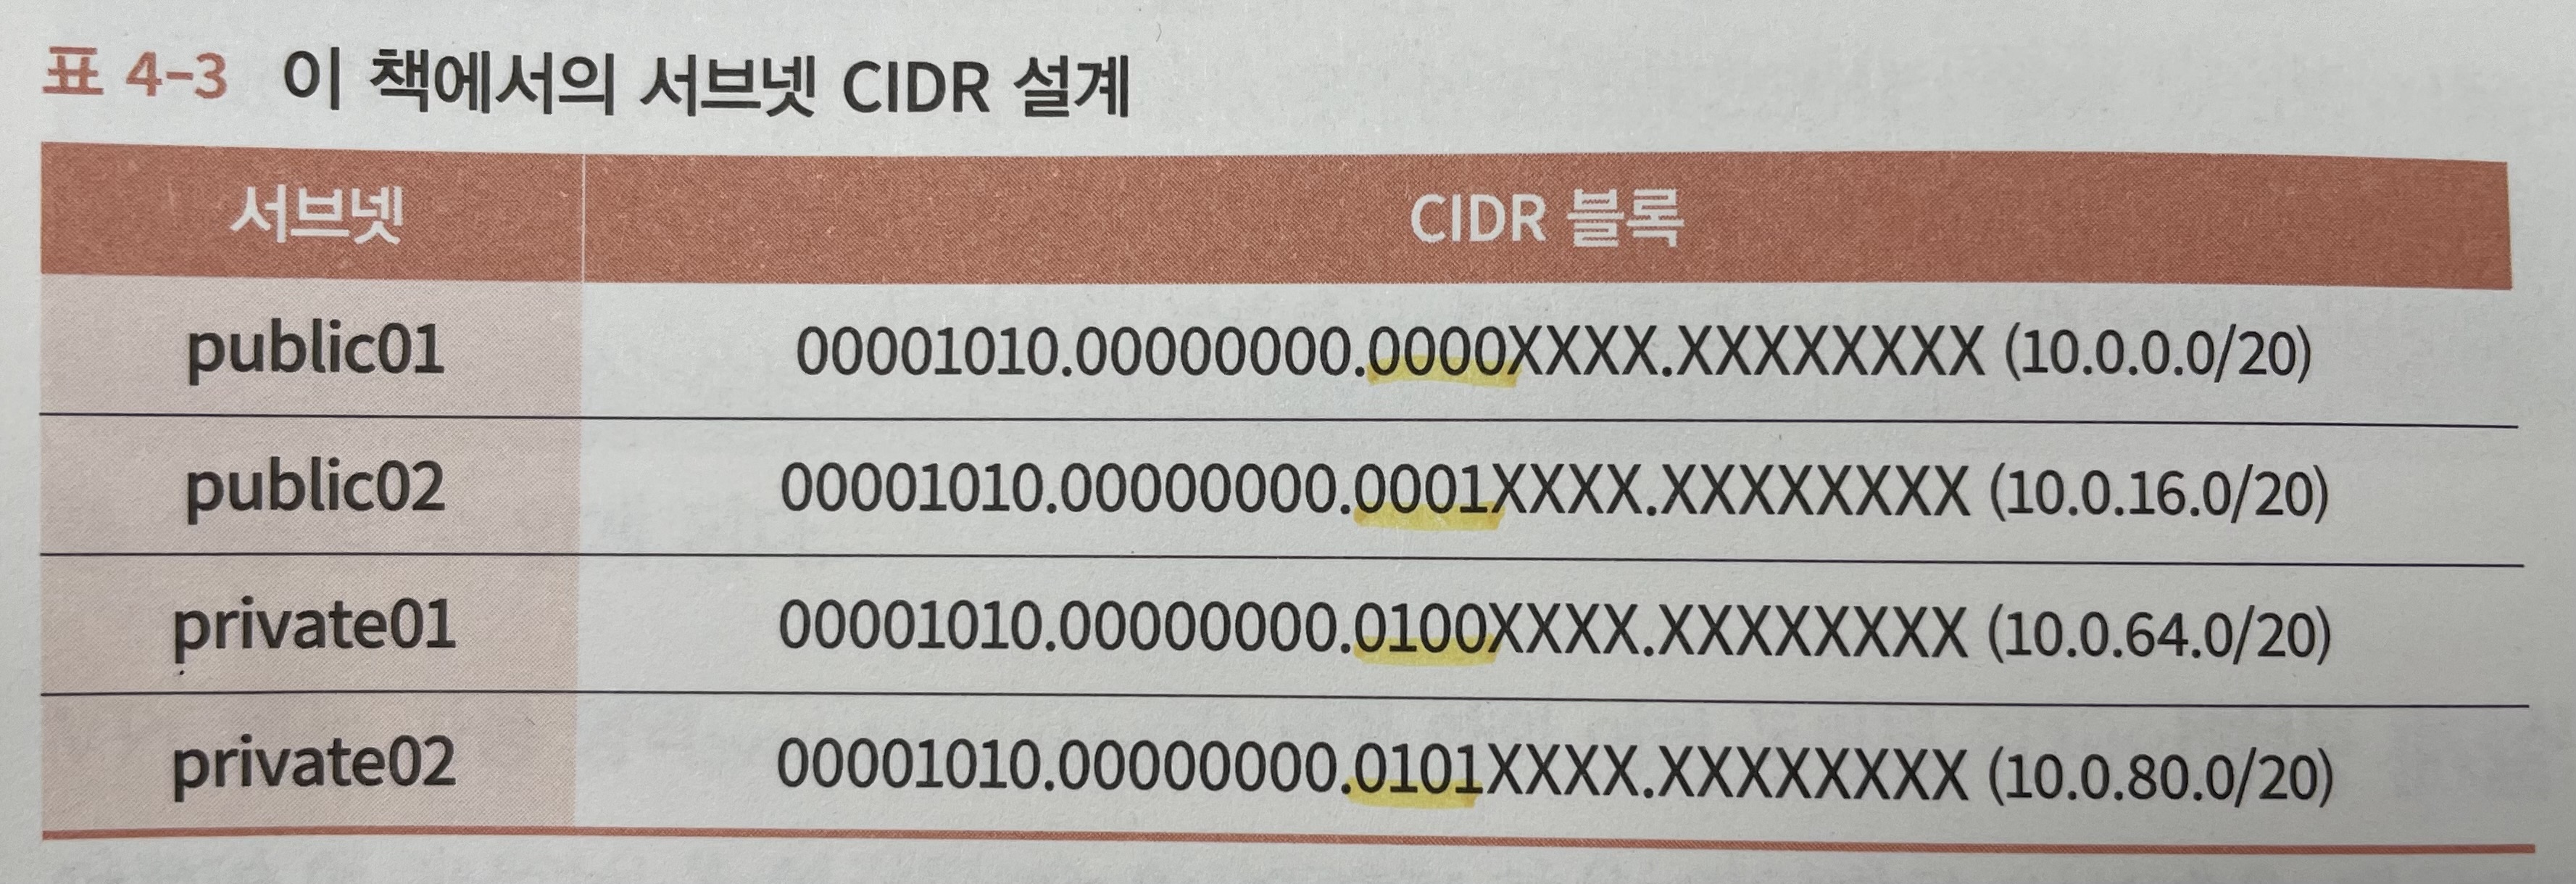 표 4-3 이 책에서의 서브넷 CIDR 설계
서브넷 CIDR 블록
public01 00001010.00000000.0000XXXX.XXXXXXXX (10.0.0.0/20)
public02 00001010.00000000.0001XXXX.XXXXXXXX (10.0.16.0/20)
private01 00001010.00000000.0100XXXX.XXXXXXXX (10.0.64.0/20)
private02 00001010.00000000.0101XXXX.XXXXXXXX (10.0.80.0/20)